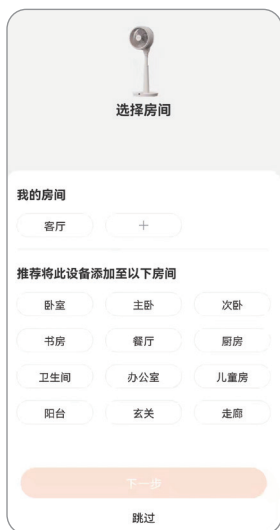 选择房间
我的房间
客厅 +
推荐将此设备添加至以下房间
卧室 主卧 次卧
书房 餐厅 厨房
卫生间 办公室 儿童房
阳台 玄关 走廊
下一步
跳过